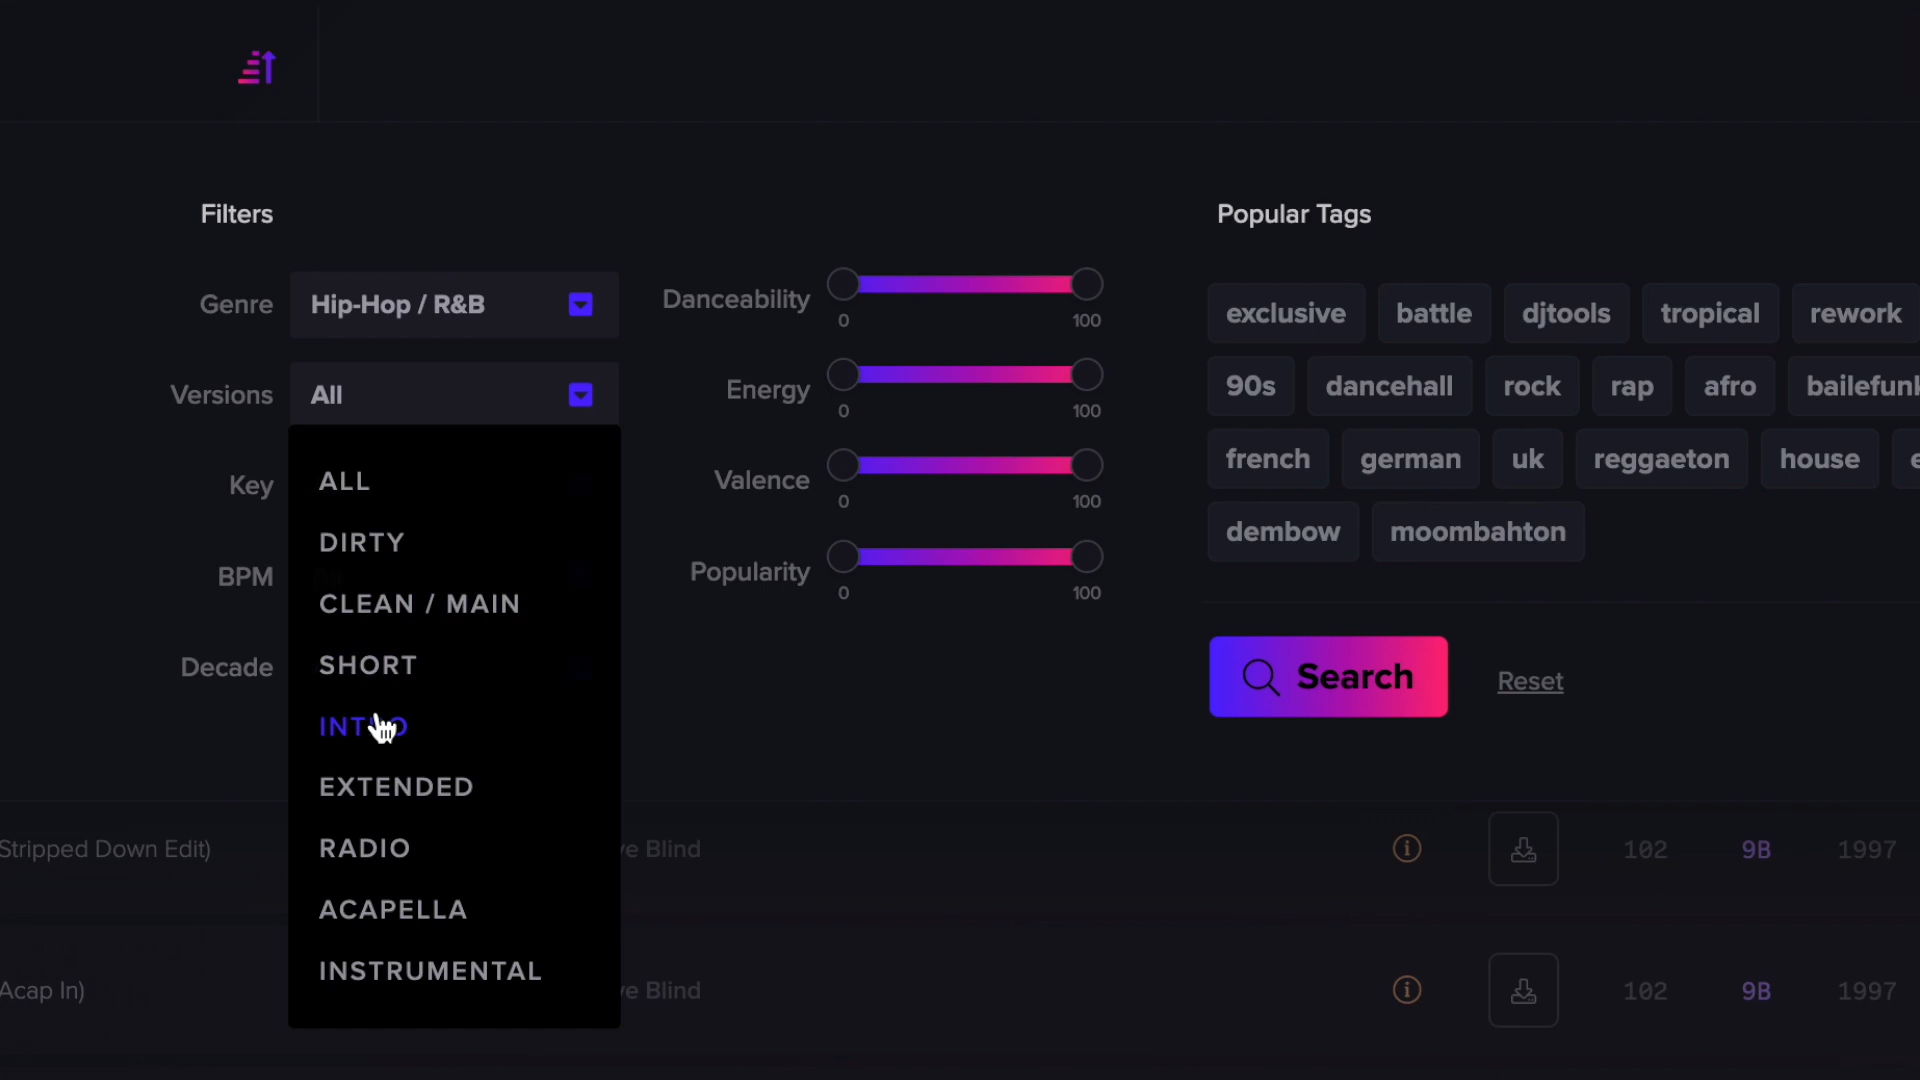 Filters
Popular Tags
Genre
Hip-Hop / R&B
Versions
All
ALL
DIRTY
CLEAN / MAIN
SHORT
EXTENDED
RADIO
ACAPELLA
INSTRUMENTAL
Key
BPM
Decade
Danceability
0 100
Energy
0 100
Valence
0 100
Popularity
0 100
exclusive battle djtools tropical rework
90s dancehall rock rap afro
french german uk reggaeton house
dembow moombahton
Search
Reset
Stripped Down Edit) Blind 102 9B 1997
Acap In) Blind 102 9B 1997